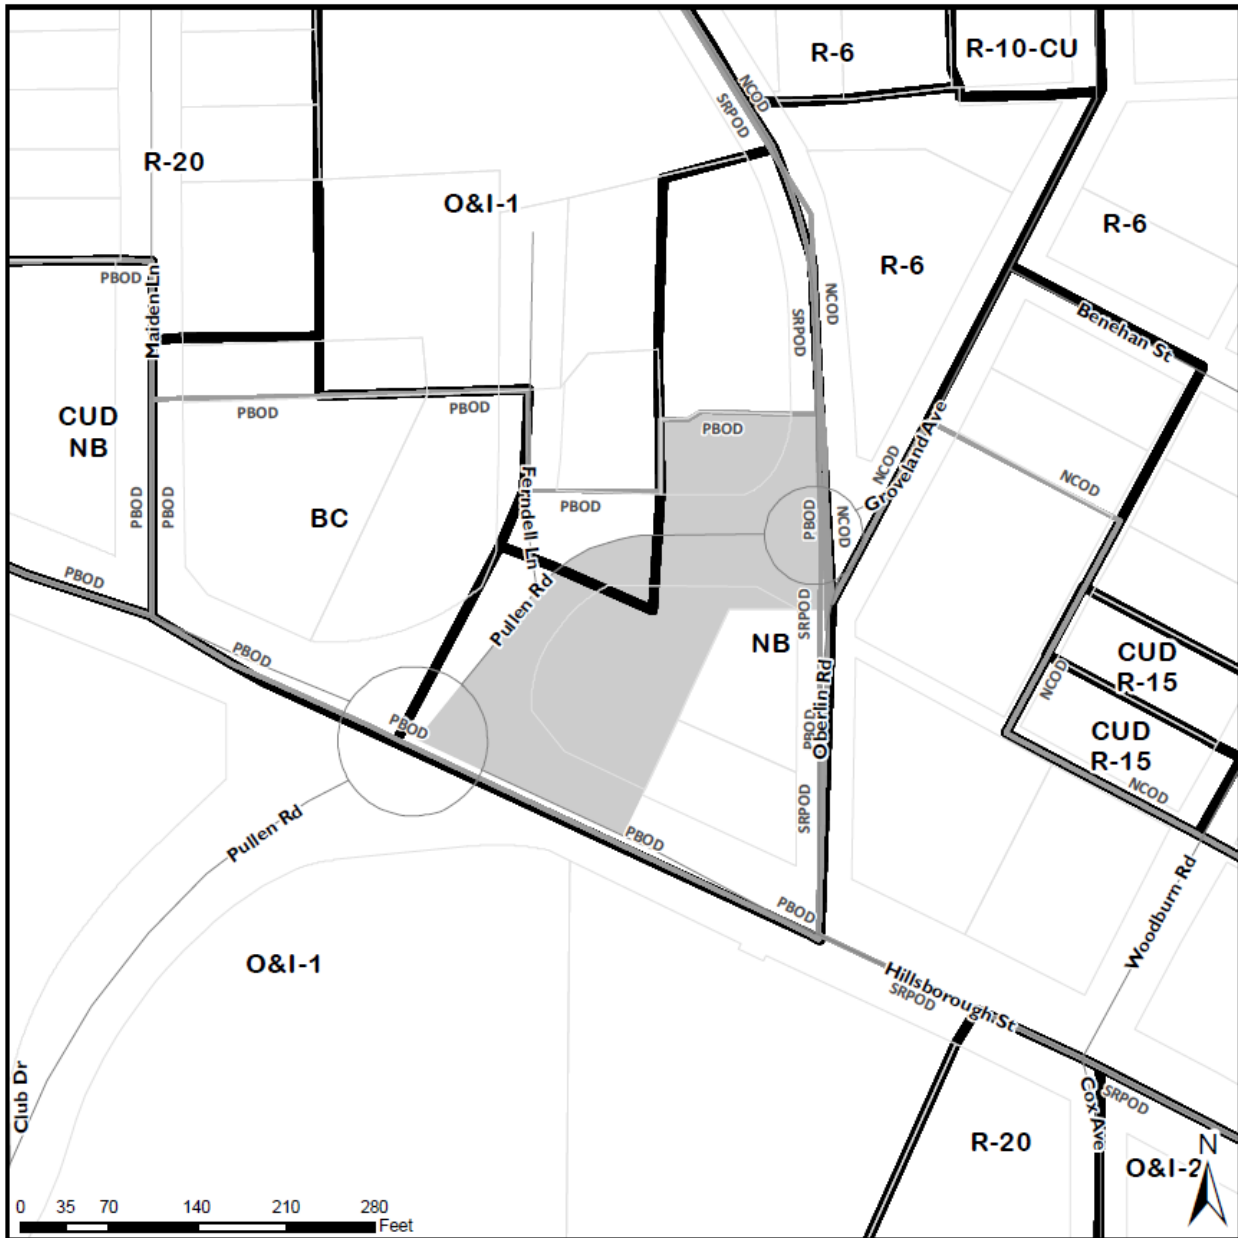 R-6
R-10-CU
NCOD
SRPOD
R-20
O&I-1
R-6
R-6
PBOD
Maiden Ln
SRPOD
NCOD
Benehan St
CUD
NB
PBOD
PBOD
PBOD
Groveland Ave
NCOD
NCOD
PBOD
PBOD
BC
Ferndell Ln
PBOD
PBOD
NCOD
PBOD
Pullen Rd
SRPOD
NB
PBOD
Oberlin Rd
CUD
R-15
NCOD
PBOD
PBOD
CUD
R-15
NCOD
SRPOD
Pullen Rd
PBOD
PBOD
Woodburn Rd
O&I-1
Hillsborough St
SRPOD
Club Dr
Cox Ave
SRPOD
R-20
O&I-2
N
0 35 70 140 210 280
Feet